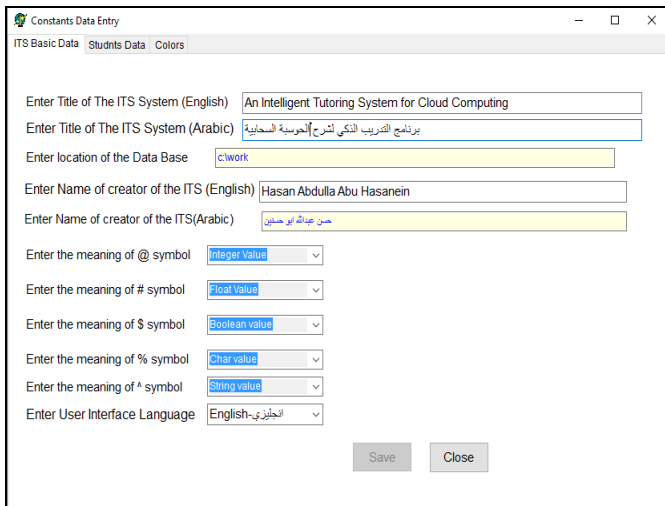 Constants Data Entry
ITS Basic Data Studnts Data Colors
Enter Title of The ITS System (English) An Intelligent Tutoring System for Cloud Computing
Enter Title of The ITS System (Arabic) برنامج التدريب الذكي لشرح الحوسبة السحابية
Enter location of the Data Base c:\work
Enter Name of creator of the ITS (English) Hasan Abdulla Abu Hasanein
Enter Name of creator of the ITS(Arabic) حسن عبدالله ابو حسنين
Enter the meaning of @ symbol Integer Value
Enter the meaning of # symbol Float Value
Enter the meaning of $ symbol Boolean value
Enter the meaning of % symbol Char value
Enter the meaning of ^ symbol String value
Enter User Interface Language English-انجليزي
Save Close